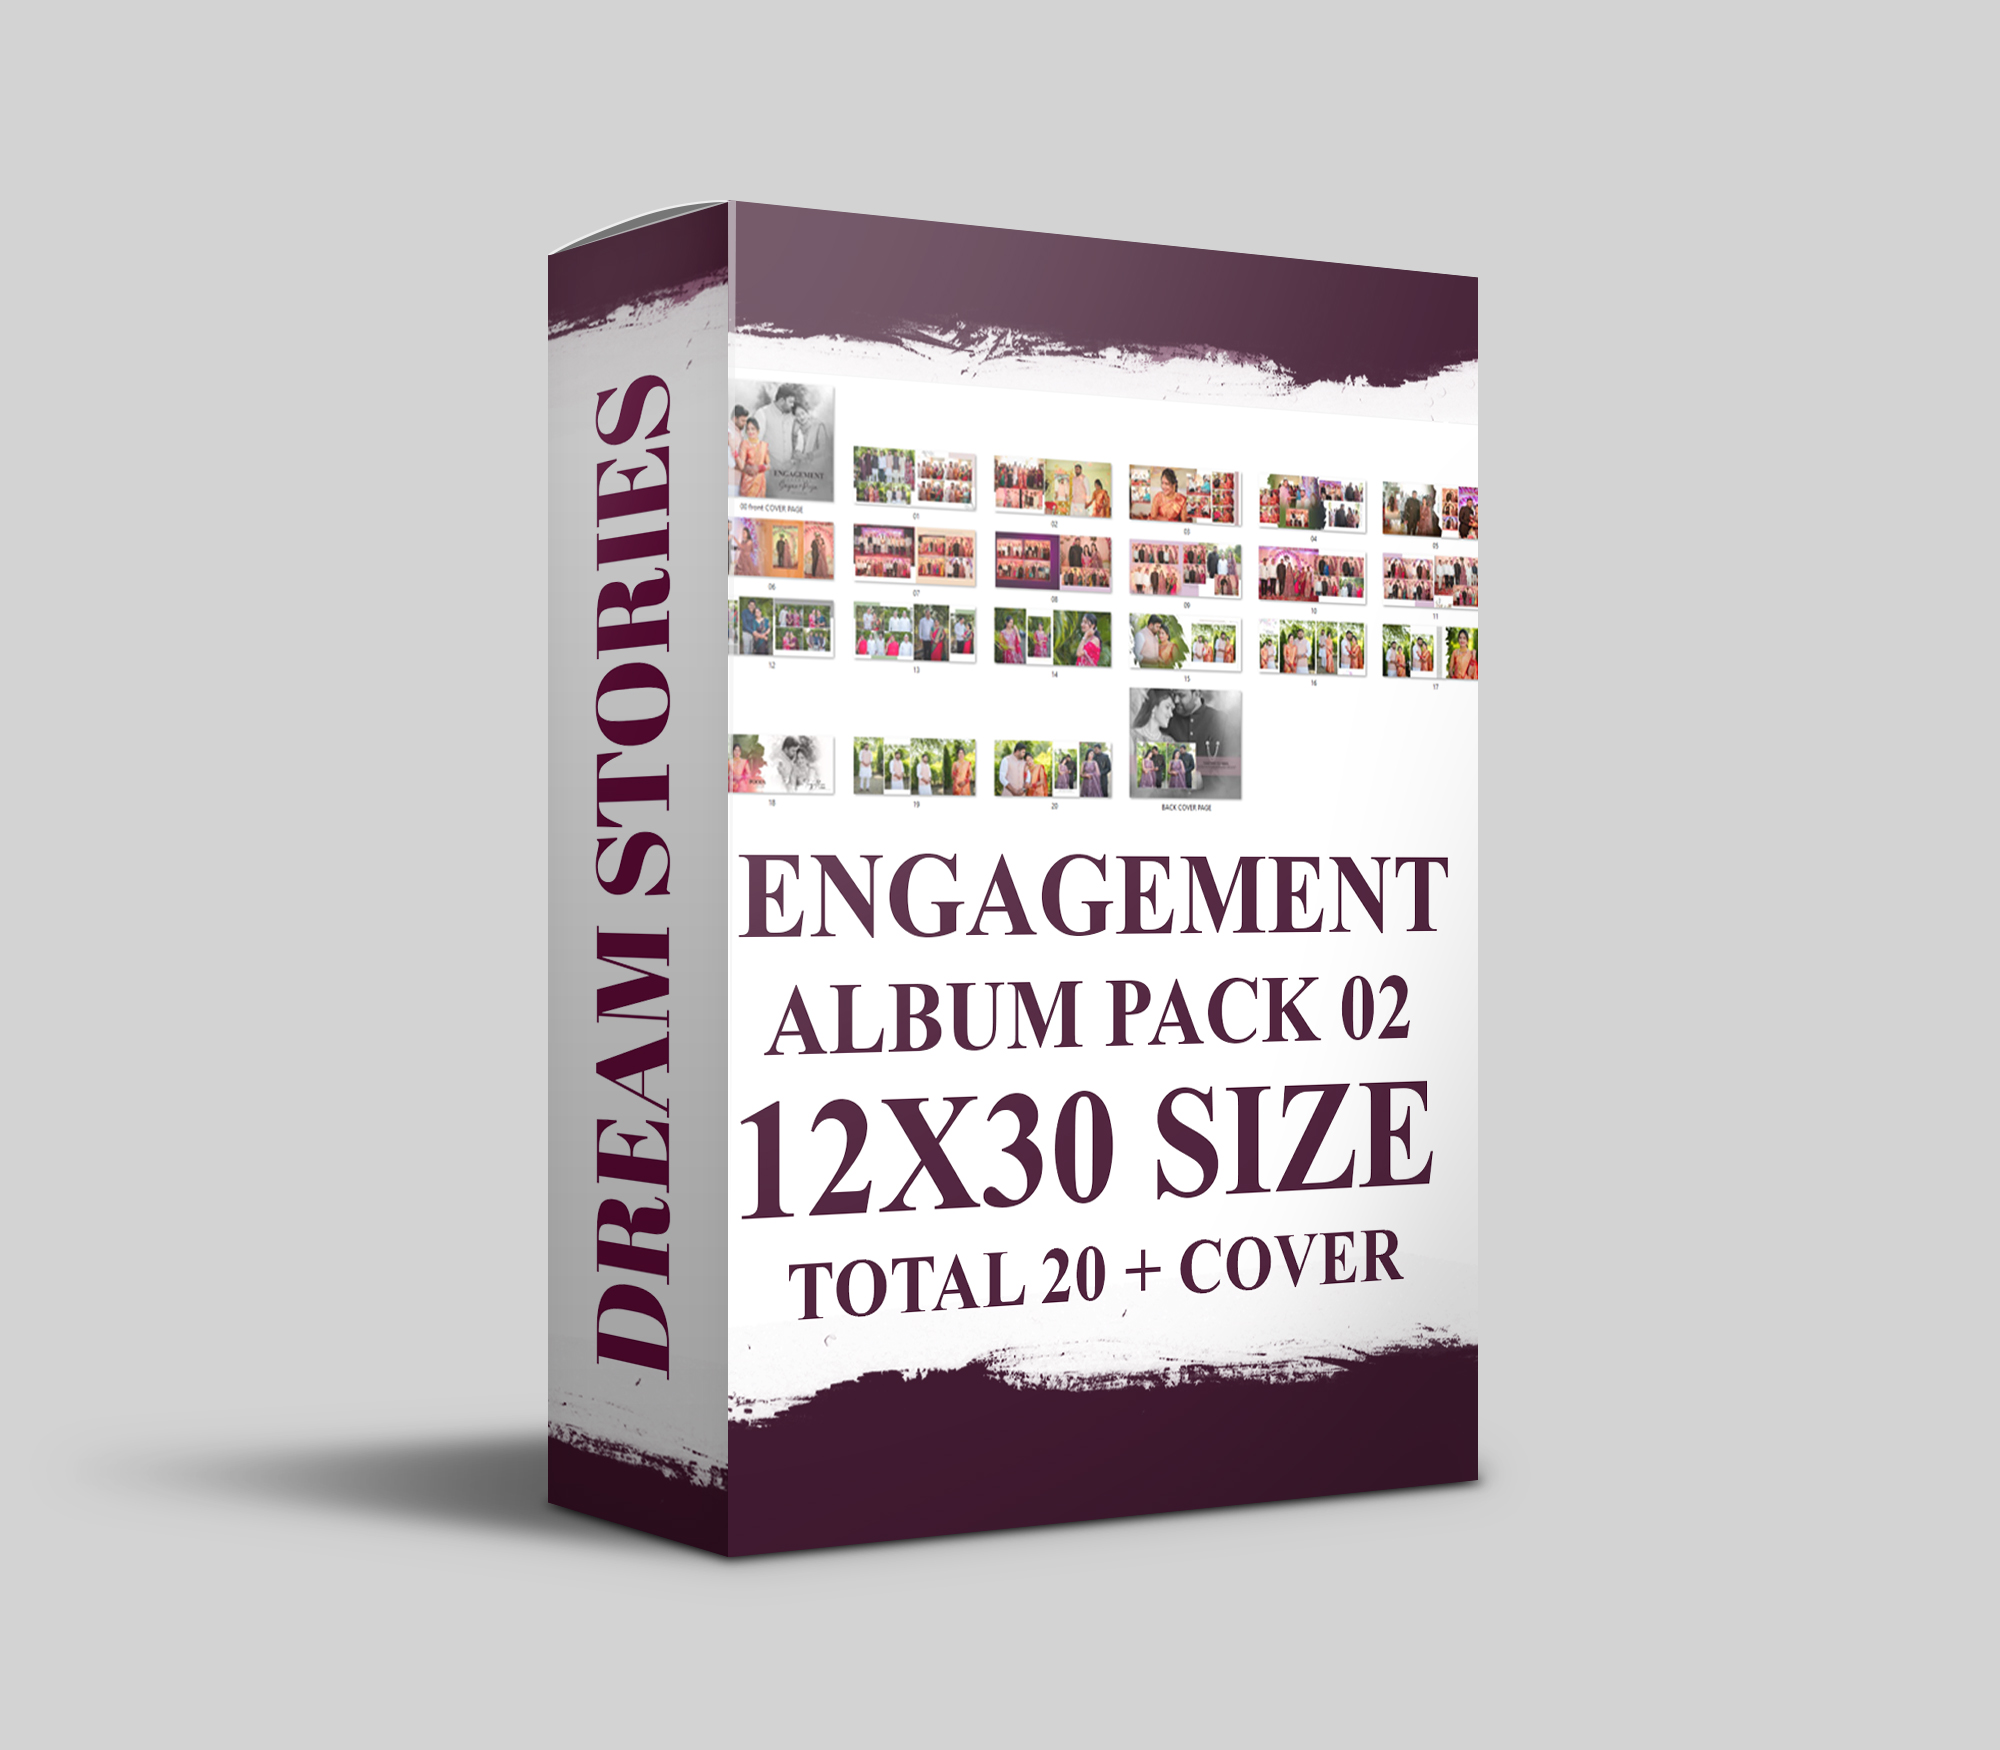 DREAM STORIES
ENGAGEMENT
00 front COVER PAGE
01
02
03
04
05
06
07
08
09
10
11
12
13
14
15
16
17
18
19
20
BACK COVER PAGE
ENGAGEMENT
ALBUM PACK 02
12X30 SIZE
TOTAL 20 + COVER